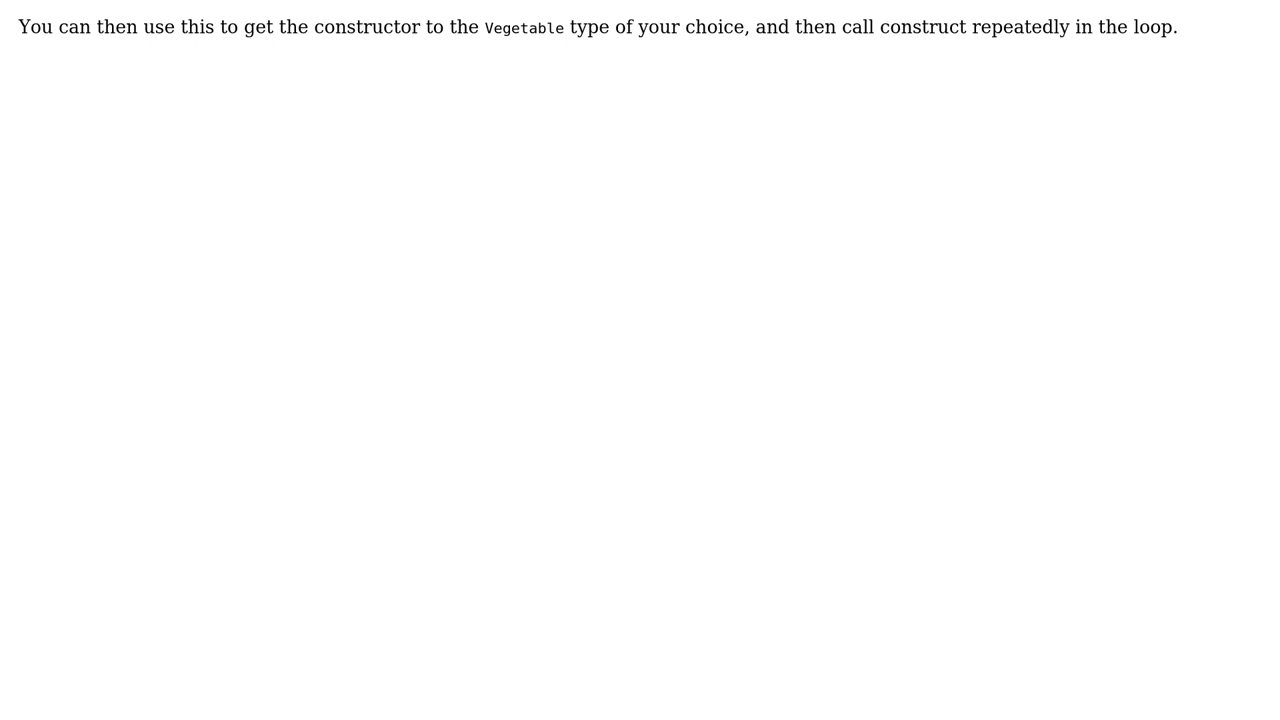 You can then use this to get the constructor to the Vegetable type of your choice, and then call construct repeatedly in the loop.